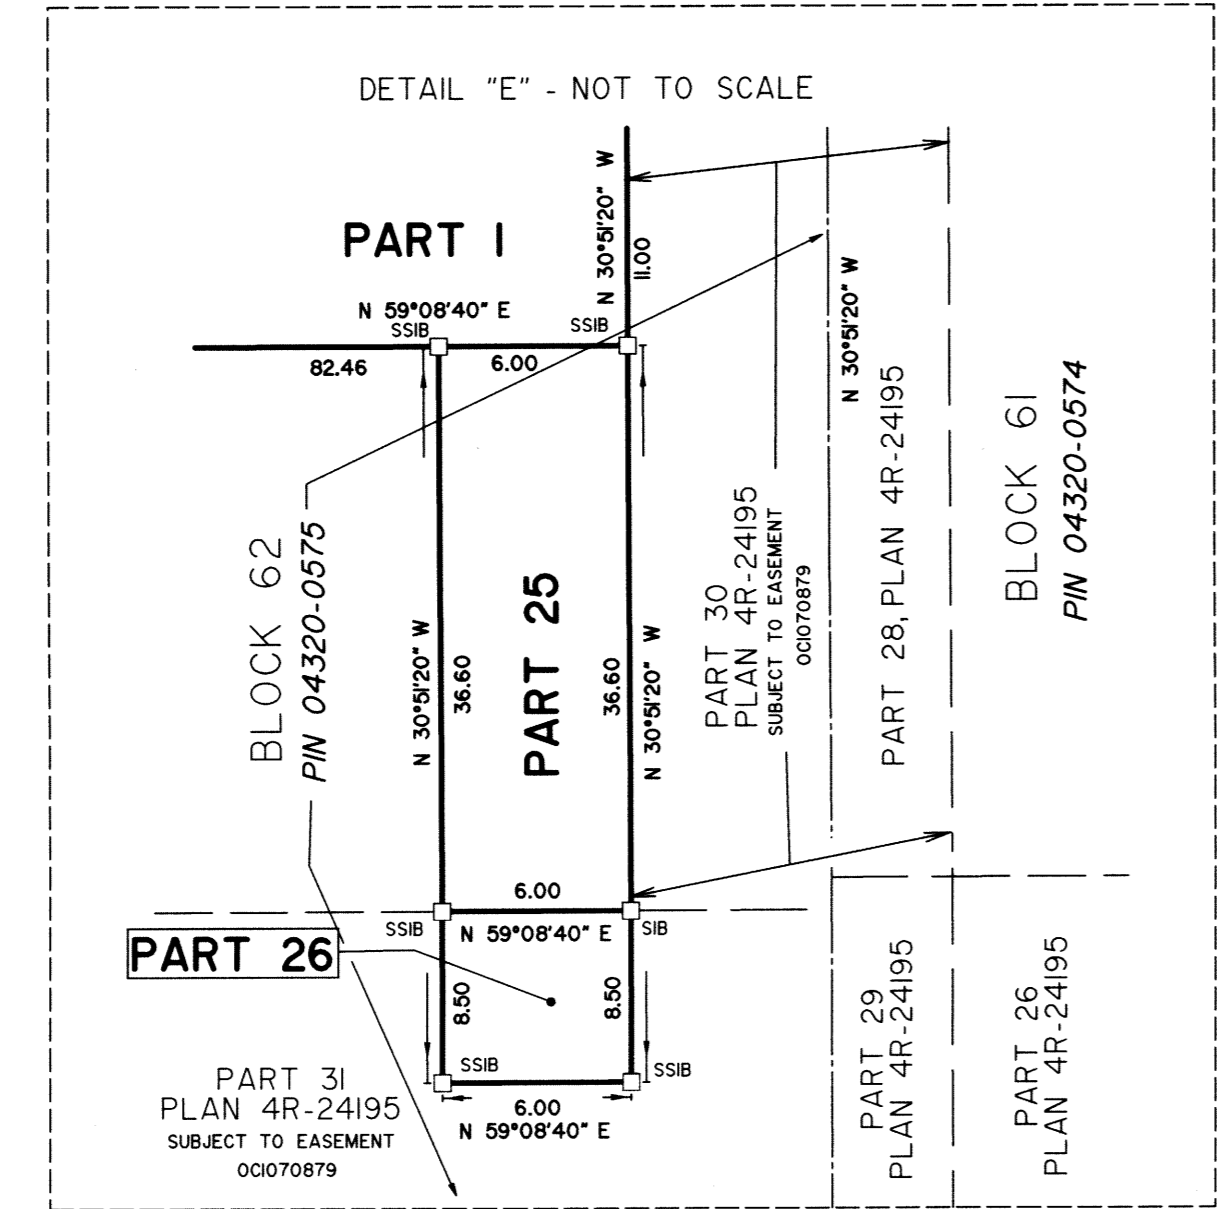 DETAIL "E" - NOT TO SCALE
PART 1
N 30°51'20" W
11.00
N 59°08'40" E
SSIB
SSIB
82.46
6.00
N 30°51'20" W
BLOCK 62
PIN 04320-0575
N 30°51'20" W
36.60
PART 25
36.60
N 30°51'20" W
PART 30
PLAN 4R-24195
SUBJECT TO EASEMENT
OC1070879
PART 28, PLAN 4R-24195
BLOCK 61
PIN 04320-0574
6.00
SSIB
N 59°08'40" E
SIB
PART 26
8.50
8.50
SSIB
SSIB
6.00
N 59°08'40" E
PART 31
PLAN 4R-24195
SUBJECT TO EASEMENT
OC1070879
PART 29
PLAN 4R-24195
PART 26
PLAN 4R-24195